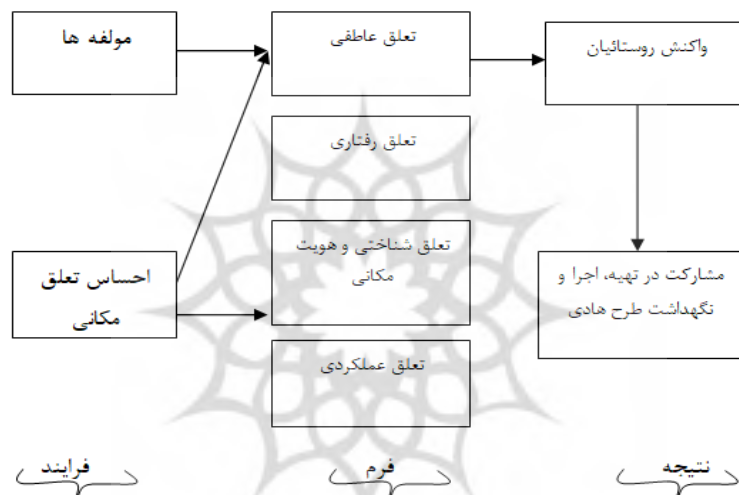 مولفه ها
تعلق عاطفی
واکنش روستائیان
تعلق رفتاری
احساس تعلق
مکانی
تعلق شناختی و هویت
مکانی
مشارکت در تهیه، اجرا و
نگهداشت طرح هادی
تعلق عملکردی
فرایند
فرم
نتیجه